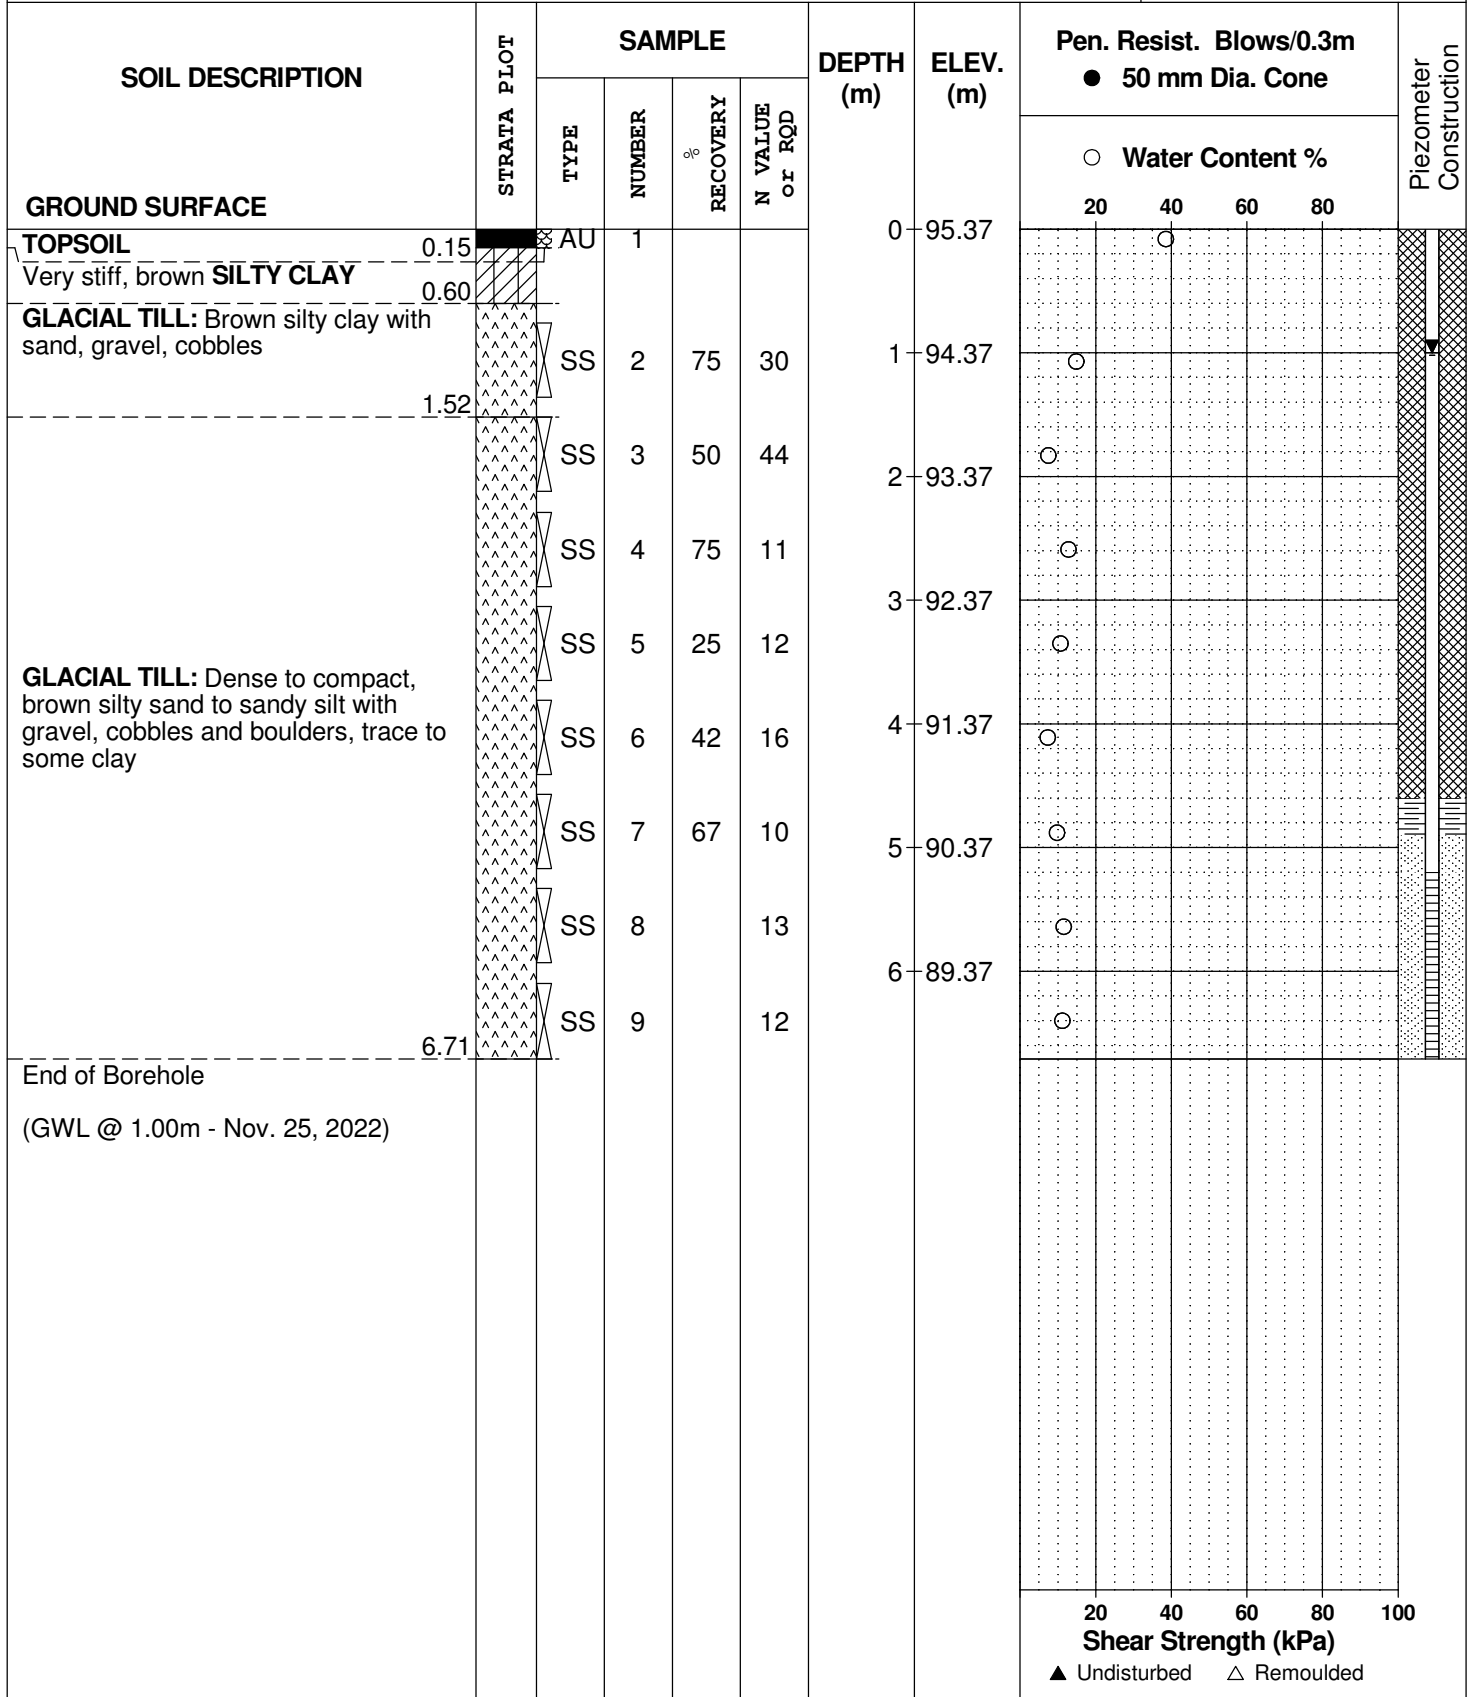 SOIL DESCRIPTION
GROUND SURFACE
STRATA PLOT
SAMPLE
TYPE
NUMBER
% RECOVERY
N VALUE or RQD
DEPTH (m)
ELEV. (m)
Pen. Resist. Blows/0.3m
● 50 mm Dia. Cone
○ Water Content %
20 40 60 80
Piezometer Construction
TOPSOIL 0.15
AU 1
0 95.37
Very stiff, brown SILTY CLAY
0.60
GLACIAL TILL: Brown silty clay with
sand, gravel, cobbles
SS 2 75 30
1 94.37
1.52
SS 3 50 44
2 93.37
SS 4 75 11
3 92.37
SS 5 25 12
GLACIAL TILL: Dense to compact,
brown silty sand to sandy silt with
gravel, cobbles and boulders, trace to
some clay
SS 6 42 16
4 91.37
SS 7 67 10
5 90.37
SS 8 13
6 89.37
SS 9 12
6.71
End of Borehole
(GWL @ 1.00m - Nov. 25, 2022)
20 40 60 80 100
Shear Strength (kPa)
▲ Undisturbed △ Remoulded